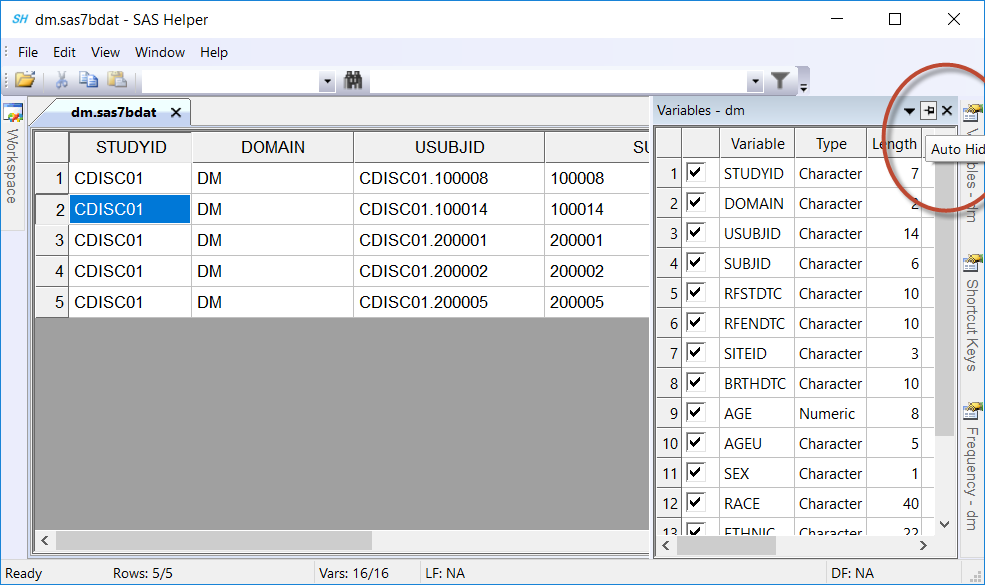 SH dm.sas7bdat - SAS Helper
File Edit View Window Help
Workspace
dm.sas7bdat
STUDYID DOMAIN USUBJID
1 CDISC01 DM CDISC01.100008 100008
2 CDISC01 DM CDISC01.100014 100014
3 CDISC01 DM CDISC01.200001 200001
4 CDISC01 DM CDISC01.200002 200002
5 CDISC01 DM CDISC01.200005 200005
Variables - dm
Variable Type Length
1 STUDYID Character 7
2 DOMAIN Character 2
3 USUBJID Character 14
4 SUBJID Character 6
5 RFSTDTC Character 10
6 RFENDTC Character 10
7 SITEID Character 3
8 BRTHDTC Character 10
9 AGE Numeric 8
10 AGEU Character 5
11 SEX Character 1
12 RACE Character 40
13 ETHNIC Character 22
Auto Hid
- dm
Shortcut Keys
Frequency - dm
Ready Rows: 5/5 Vars: 16/16 LF: NA DF: NA